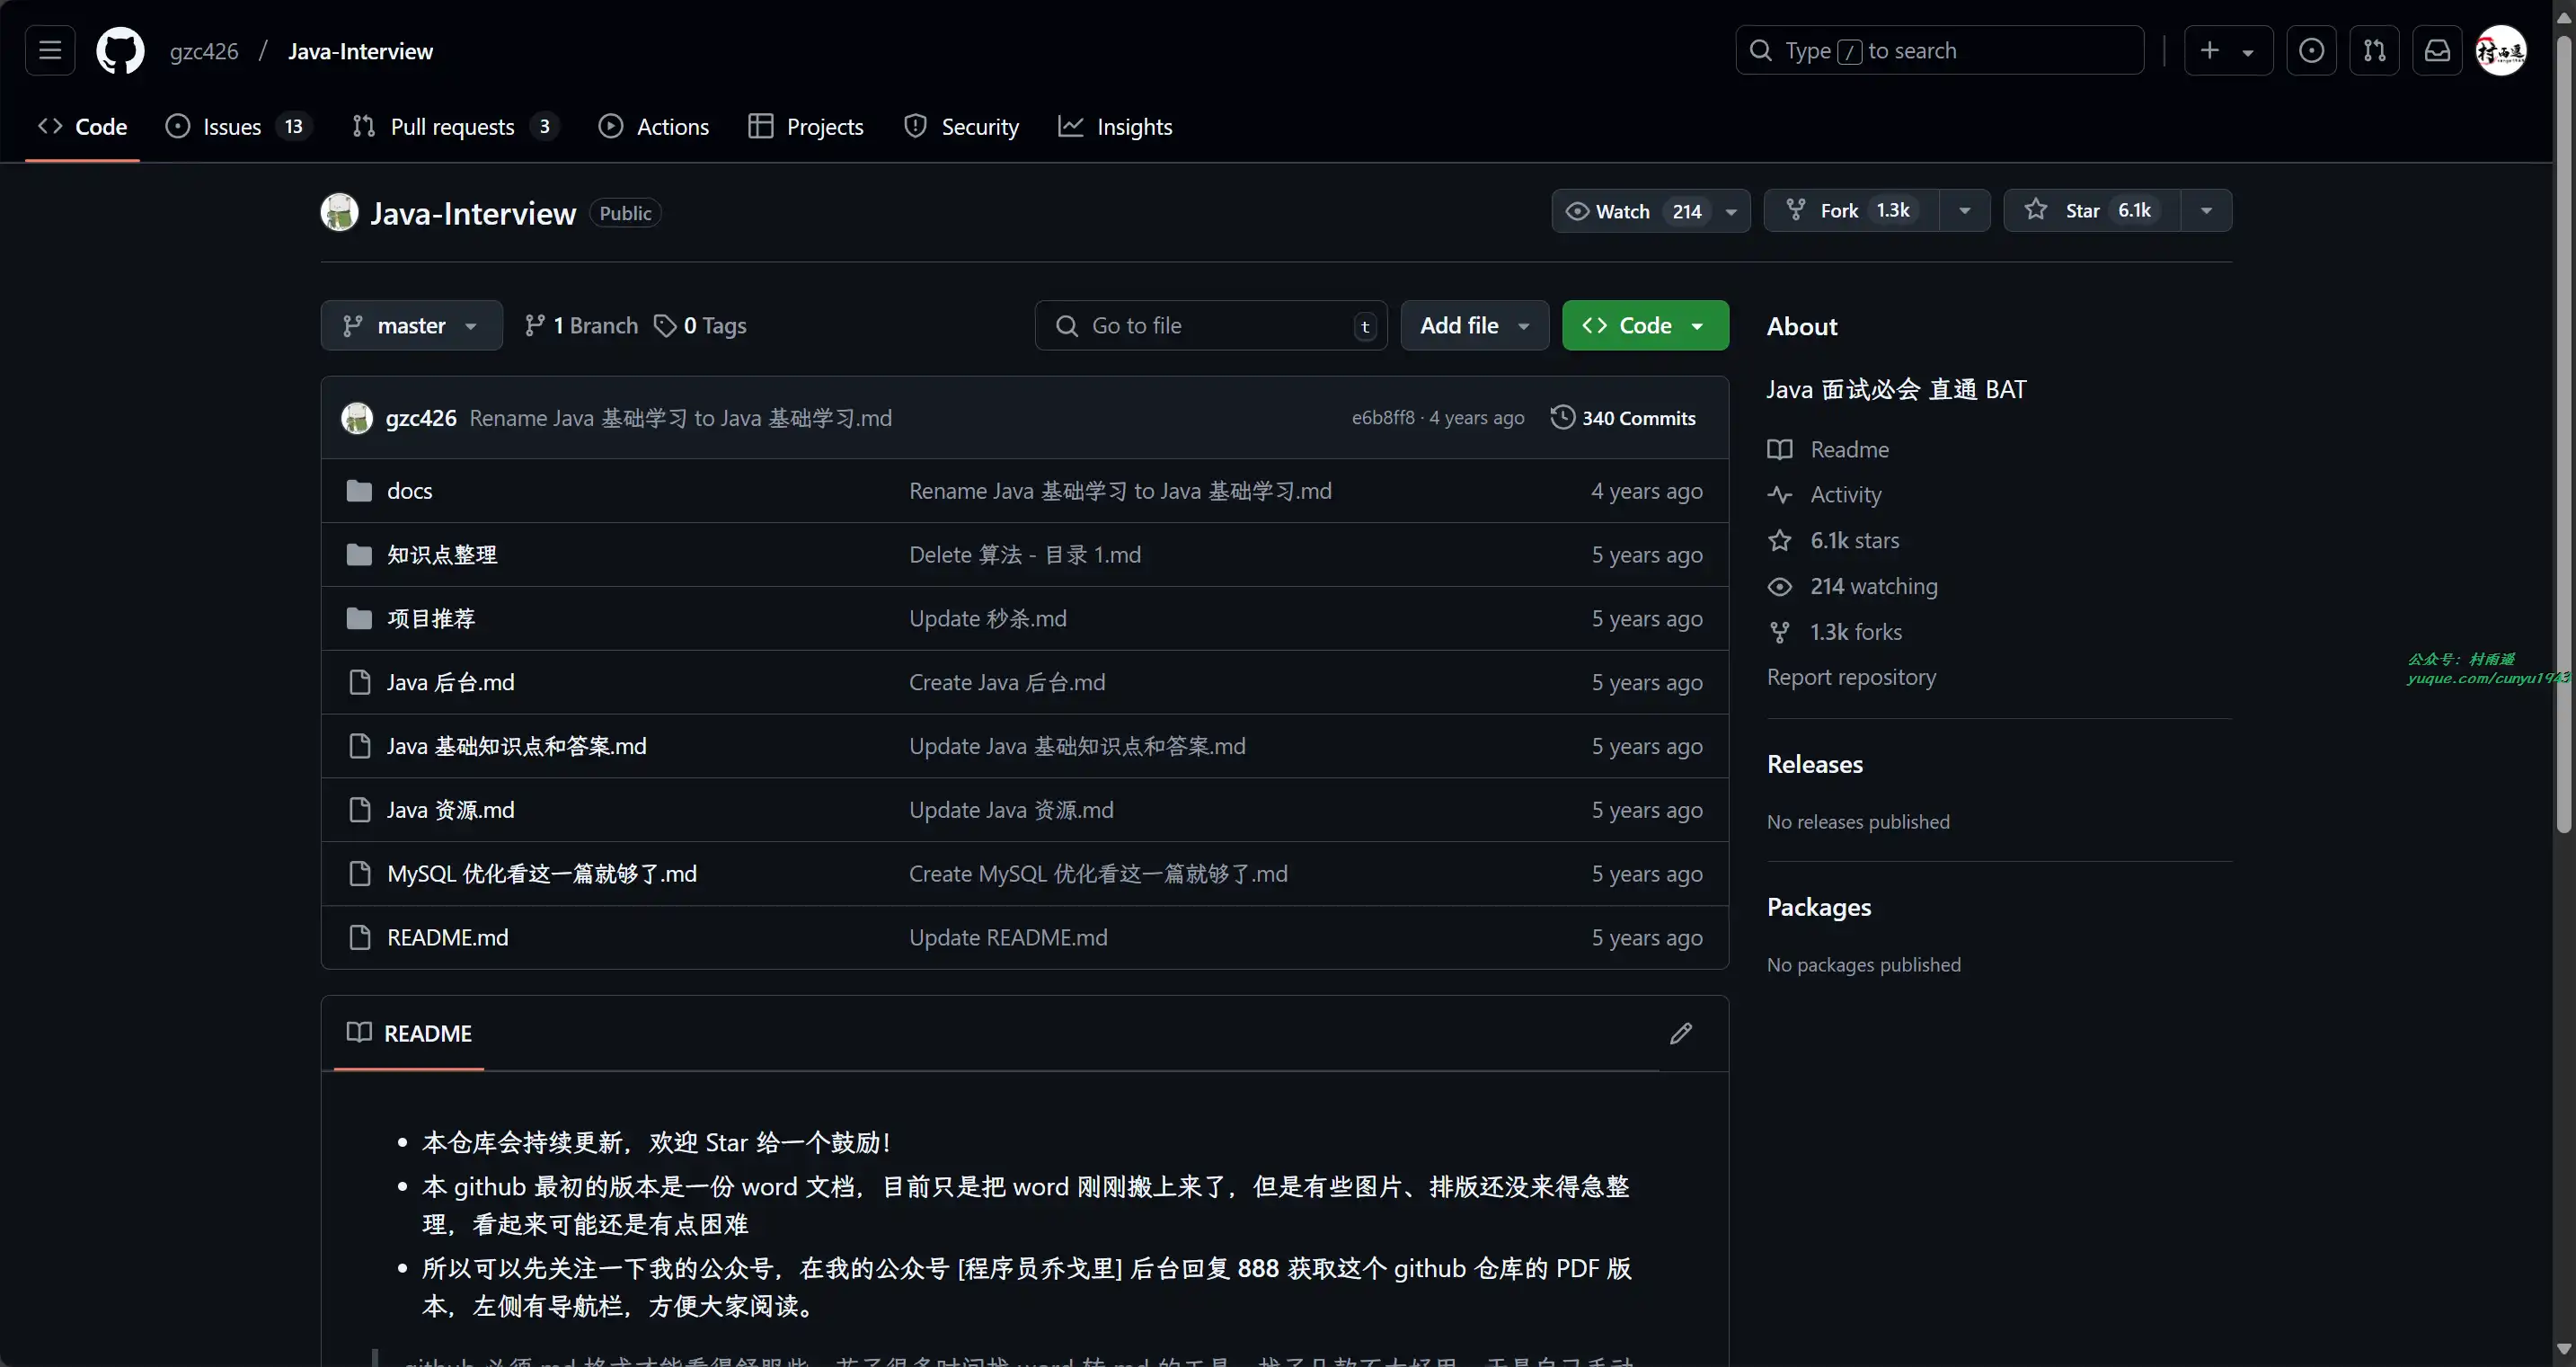 gzc426 / Java-Interview
Type / to search
村雨遥
Code
Issues 13
Pull requests 3
Actions
Projects
Security
Insights
Java-Interview Public
Watch 214
Fork 1.3k
Star 6.1k
master
1 Branch
0 Tags
Go to file t
Add file
Code
gzc426 Rename Java 基础学习 to Java 基础学习.md e6b8ff8 · 4 years ago 340 Commits
docs Rename Java 基础学习 to Java 基础学习.md 4 years ago
知识点整理 Delete 算法 - 目录 1.md 5 years ago
项目推荐 Update 秒杀.md 5 years ago
Java 后台.md Create Java 后台.md 5 years ago
Java 基础知识点和答案.md Update Java 基础知识点和答案.md 5 years ago
Java 资源.md Update Java 资源.md 5 years ago
MySQL 优化看这一篇就够了.md Create MySQL 优化看这一篇就够了.md 5 years ago
README.md Update README.md 5 years ago
README
本仓库会持续更新，欢迎 Star 给一个鼓励！
本 github 最初的版本是一份 word 文档，目前只是把 word 刚刚搬上来了，但是有些图片、排版还没来得急整
理，看起来可能还是有点困难
所以可以先关注一下我的公众号，在我的公众号 [程序员乔戈里] 后台回复 888 获取这个 github 仓库的 PDF 版
本，左侧有导航栏，方便大家阅读。
About
Java 面试必会 直通 BAT
Readme
Activity
6.1k stars
214 watching
1.3k forks
Report repository
Releases
No releases published
Packages
No packages published
公众号：村雨遥
yuque.com/cunyu1943